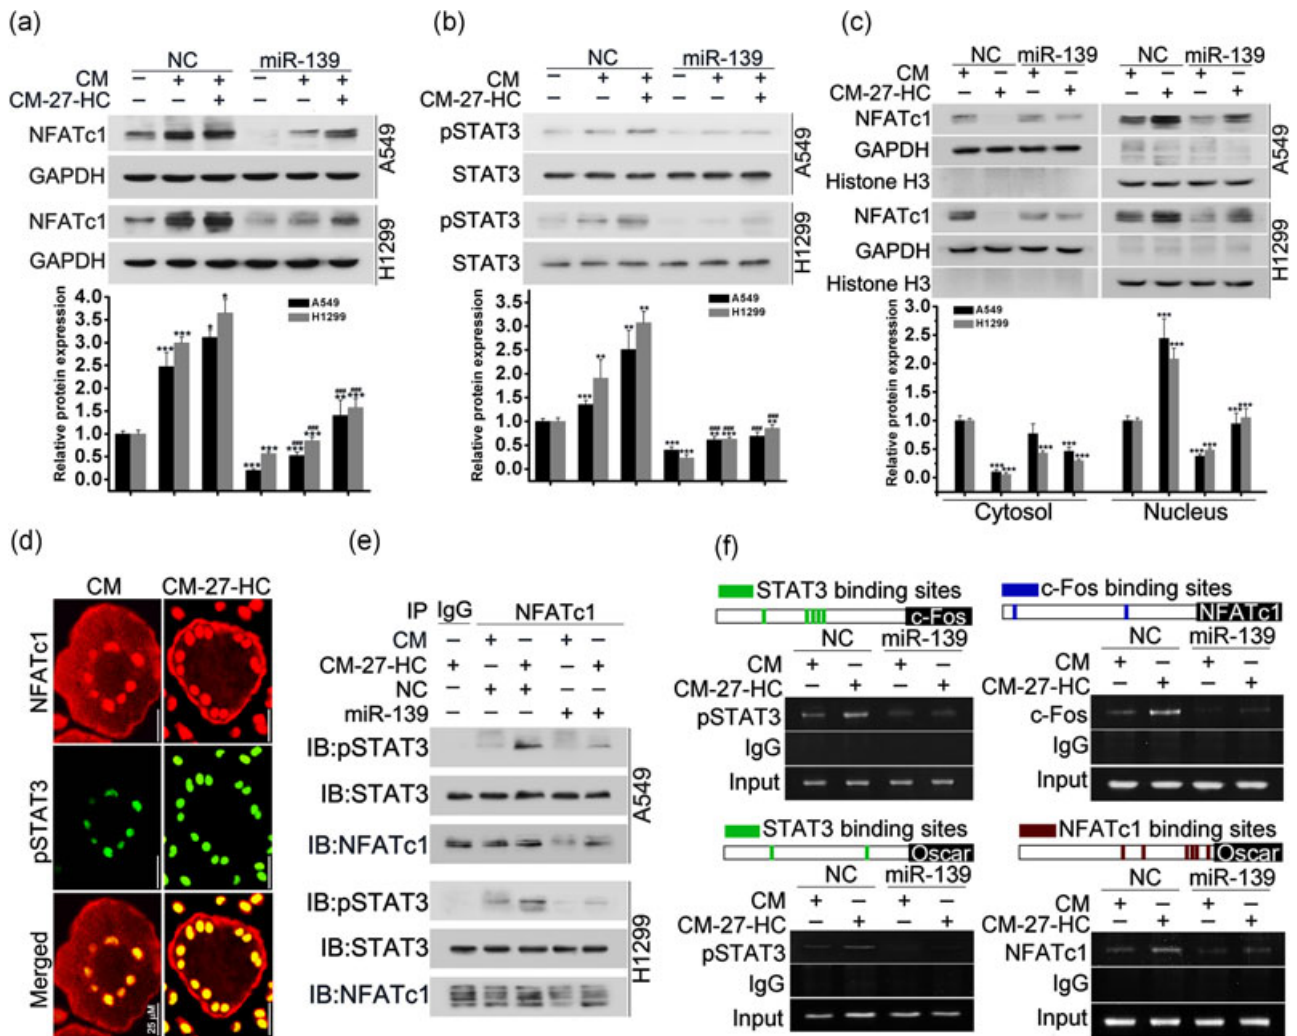 (a)
NC miR-139
CM − + + − + +
CM-27-HC − − + − − +
NFATc1
GAPDH
A549
NFATc1
GAPDH
H1299
Relative protein expression
4.0
3.5
3.0
2.5
2.0
1.5
1.0
0.5
0.0
A549
H1299
*** *** * * *** *** ### *** ### *** ### ** ### ***
(b)
NC miR-139
CM − + + − + +
CM-27-HC − − + − − +
pSTAT3
STAT3
A549
pSTAT3
STAT3
H1299
Relative protein expression
3.5
3.0
2.5
2.0
1.5
1.0
0.5
0.0
A549
H1299
*** ** ** ** *** *** ### ** ### *** ### ### **
(c)
NC miR-139 NC miR-139
CM + − + − + − + −
CM-27-HC − + − + − + − +
NFATc1
GAPDH
Histone H3
A549
NFATc1
GAPDH
Histone H3
H1299
Relative protein expression
3.0
2.5
2.0
1.5
1.0
0.5
0.0
A549
H1299
*** *** *** *** *** *** *** *** *** *** ***
Cytosol Nucleus
(d)
CM CM-27-HC
NFATc1
pSTAT3
Merged
25 µM
(e)
IP IgG NFATc1
CM − + − + −
CM-27-HC + − + − +
NC − + + − −
miR-139 − − − + +
IB:pSTAT3
IB:STAT3
IB:NFATc1
A549
IB:pSTAT3
IB:STAT3
IB:NFATc1
H1299
(f)
STAT3 binding sites
c-Fos
NC miR-139
CM + − + −
CM-27-HC − + − +
pSTAT3
IgG
Input
c-Fos binding sites
NFATc1
NC miR-139
CM + − + −
CM-27-HC − + − +
c-Fos
IgG
Input
STAT3 binding sites
Oscar
NC miR-139
CM + − + −
CM-27-HC − + − +
pSTAT3
IgG
Input
NFATc1 binding sites
Oscar
NC miR-139
CM + − + −
CM-27-HC − + − +
NFATc1
IgG
Input